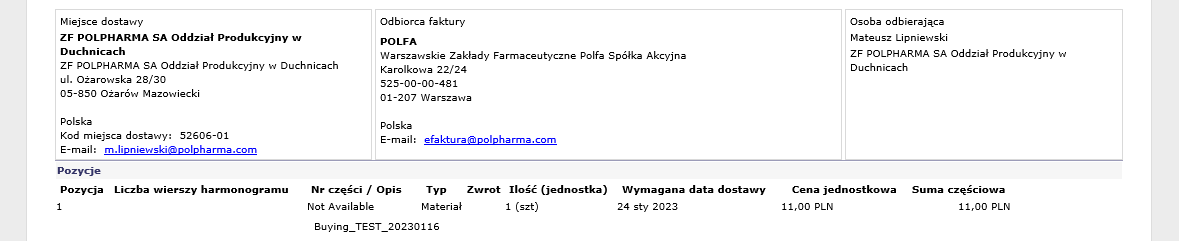 Miejsce dostawy
ZF POLPHARMA SA Oddział Produkcyjny w
Duchnicach
ZF POLPHARMA SA Oddział Produkcyjny w Duchnicach
ul. Ożarowska 28/30
05-850 Ożarów Mazowiecki
Polska
Kod miejsca dostawy: 52606-01
E-mail: m.lipniewski@polpharma.com
Odbiorca faktury
POLFA
Warszawskie Zakłady Farmaceutyczne Polfa Spółka Akcyjna
Karolkowa 22/24
525-00-00-481
01-207 Warszawa
Polska
E-mail: efaktura@polpharma.com
Osoba odbierająca
Mateusz Lipniewski
ZF POLPHARMA SA Oddział Produkcyjny w
Duchnicach
Pozycje
Pozycja Liczba wierszy harmonogramu Nr części / Opis Typ Zwrot Ilość (jednostka) Wymagana data dostawy Cena jednostkowa Suma częściowa
1 Not Available Materiał 1 (szt) 24 sty 2023 11,00 PLN 11,00 PLN
Buying_TEST_20230116